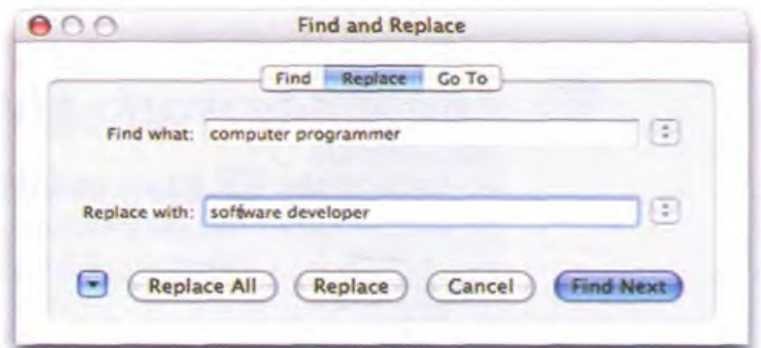 Find and Replace
Find Replace Go To
Find what: computer programmer
Replace with: software developer
Replace All Replace Cancel Find Next